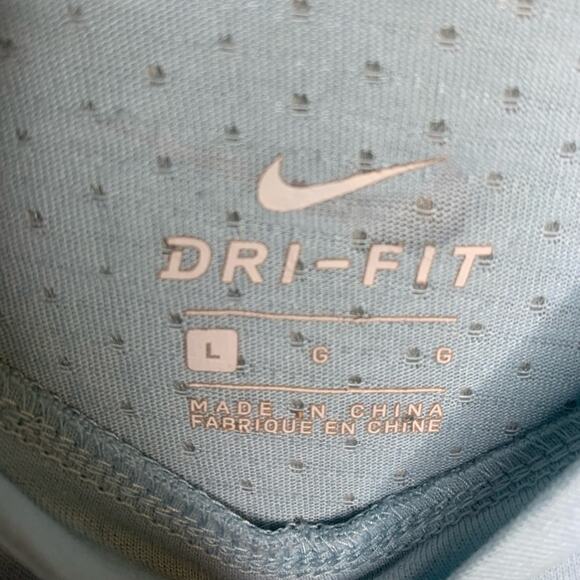 DRI-FIT
L G G
MADE IN CHINA
FABRIQUE EN CHINE